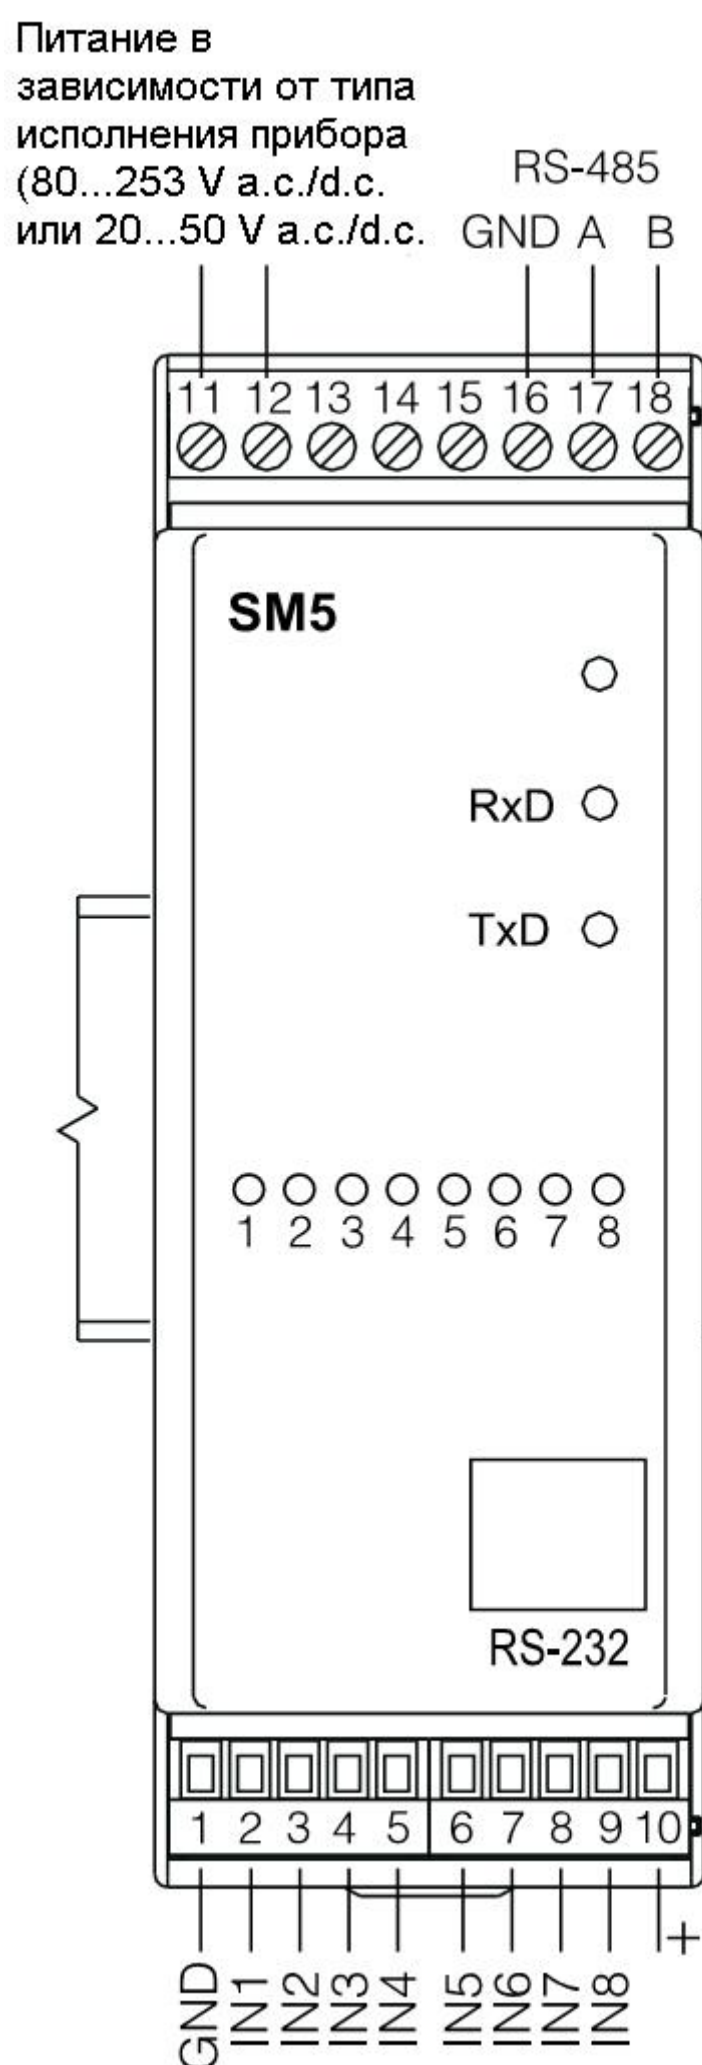 Питание в
зависимости от типа
исполнения прибора
(80...253 V a.c./d.c.
или 20...50 V a.c./d.c.
RS-485
GND A B
11 12 13 14 15 16 17 18
SM5
RxD
TxD
1 2 3 4 5 6 7 8
RS-232
1 2 3 4 5 6 7 8 9 10
GND IN1 IN2 IN3 IN4 IN5 IN6 IN7 IN8 +